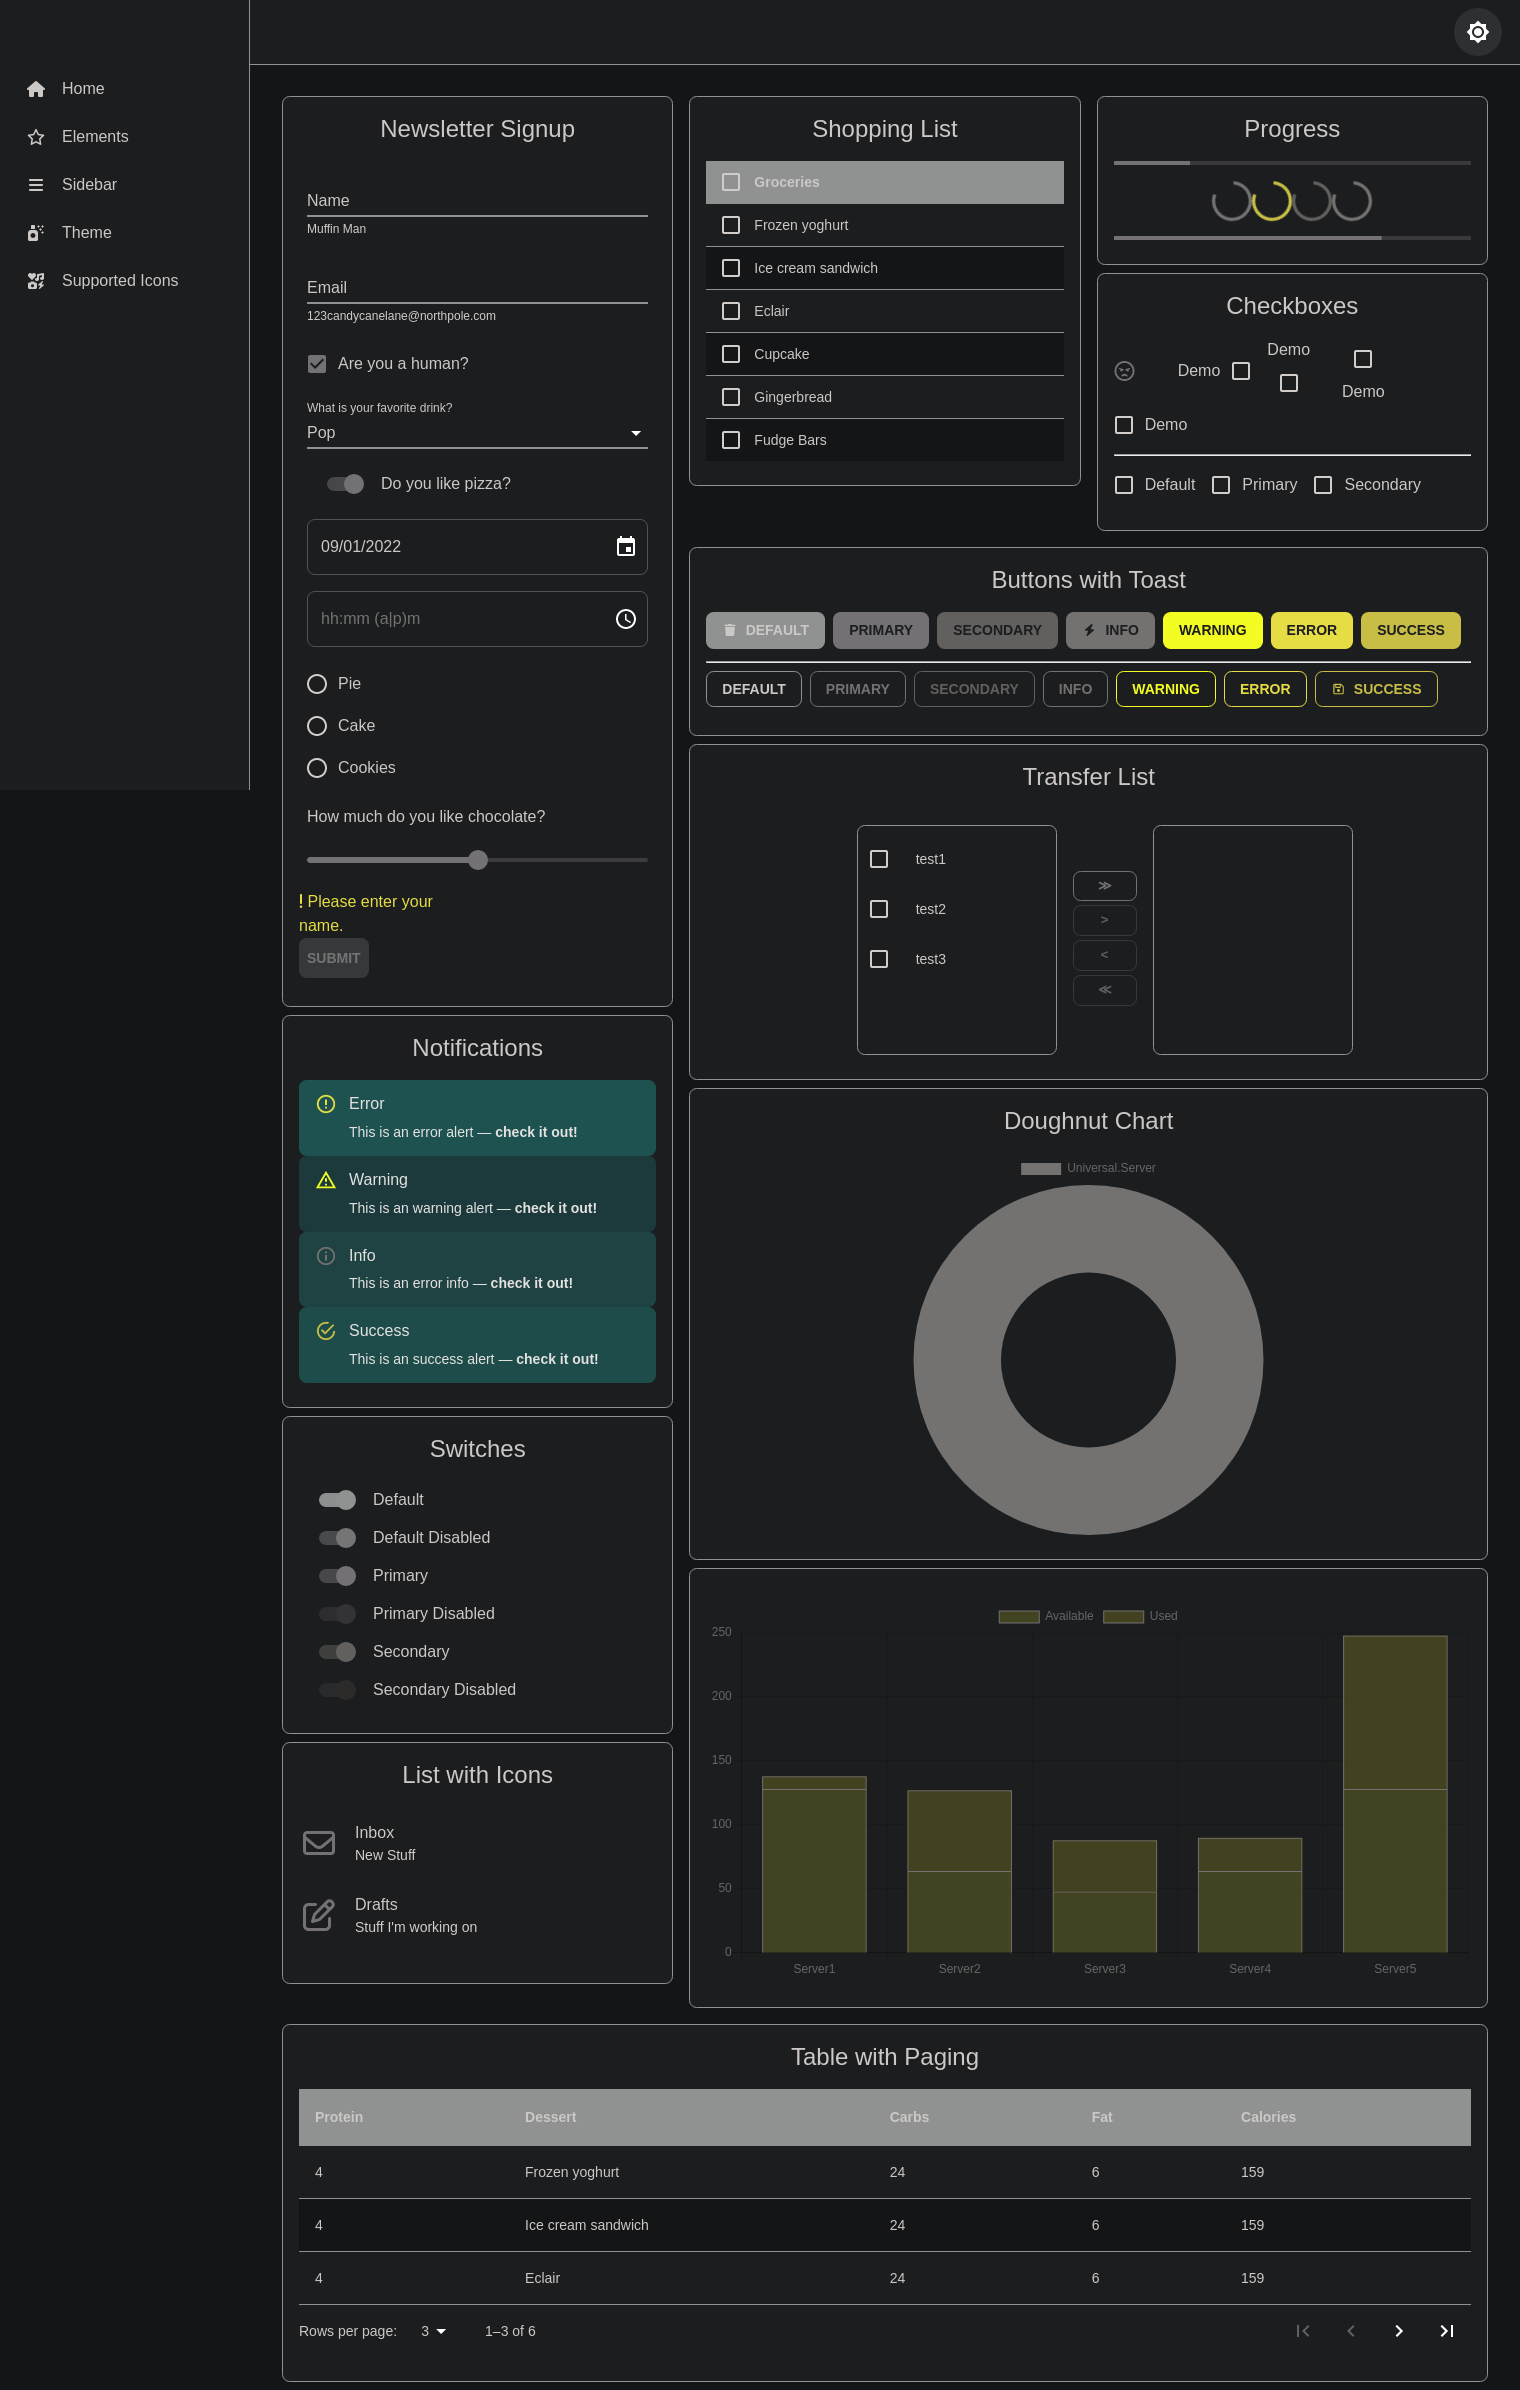 Home
Elements
Sidebar
Theme
Supported Icons
Newsletter Signup
Name
Muffin Man
Email
123candycanelane@northpole.com
Are you a human?
What is your favorite drink?
Pop
Do you like pizza?
09/01/2022
hh:mm (a|p)m
Pie
Cake
Cookies
How much do you like chocolate?
! Please enter your
name.
SUBMIT
Notifications
Error
This is an error alert — check it out!
Warning
This is an warning alert — check it out!
Info
This is an error info — check it out!
Success
This is an success alert — check it out!
Switches
Default
Default Disabled
Primary
Primary Disabled
Secondary
Secondary Disabled
List with Icons
Inbox
New Stuff
Drafts
Stuff I'm working on
Shopping List
Groceries
Frozen yoghurt
Ice cream sandwich
Eclair
Cupcake
Gingerbread
Fudge Bars
Progress
Checkboxes
Demo
Demo
Demo
Demo
Default Primary Secondary
Buttons with Toast
DEFAULT PRIMARY SECONDARY INFO WARNING ERROR SUCCESS
DEFAULT PRIMARY SECONDARY INFO WARNING ERROR SUCCESS
Transfer List
test1
test2
test3
≫
>
<
≪
Doughnut Chart
Universal.Server
Available Used
250
200
150
100
50
0
Server1 Server2 Server3 Server4 Server5
Table with Paging
Protein Dessert Carbs Fat Calories
4 Frozen yoghurt 24 6 159
4 Ice cream sandwich 24 6 159
4 Eclair 24 6 159
Rows per page: 3 1–3 of 6